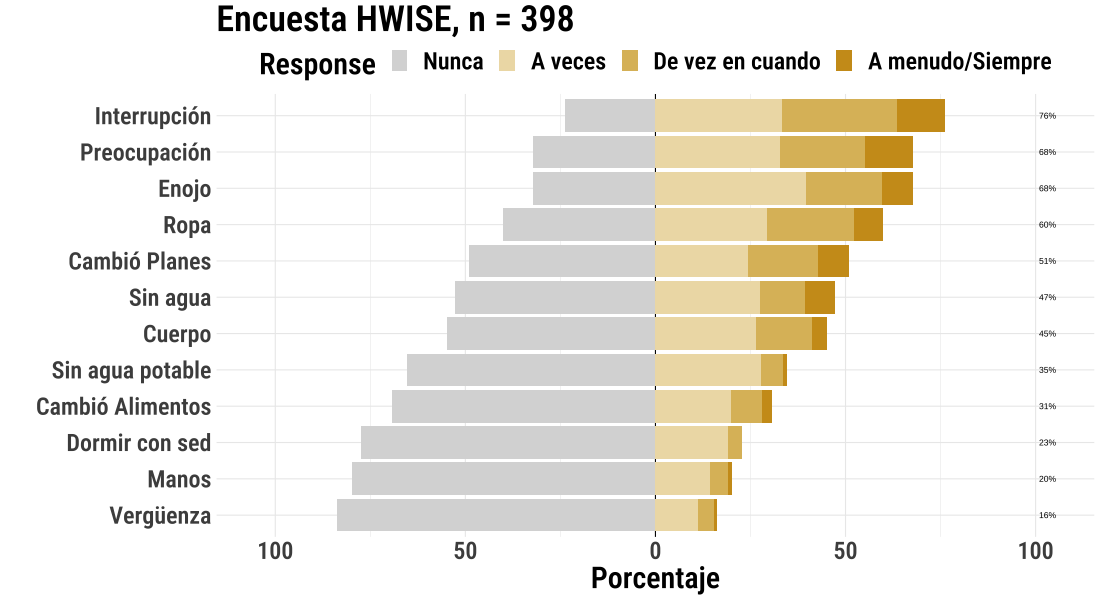 Encuesta HWISE, n = 398
Response Nunca A veces De vez en cuando A menudo/Siempre
Interrupción 76%
Preocupación 68%
Enojo 68%
Ropa 60%
Cambió Planes 51%
Sin agua 47%
Cuerpo 45%
Sin agua potable 35%
Cambió Alimentos 31%
Dormir con sed 23%
Manos 20%
Vergüenza 16%
100 50 0 50 100
Porcentaje